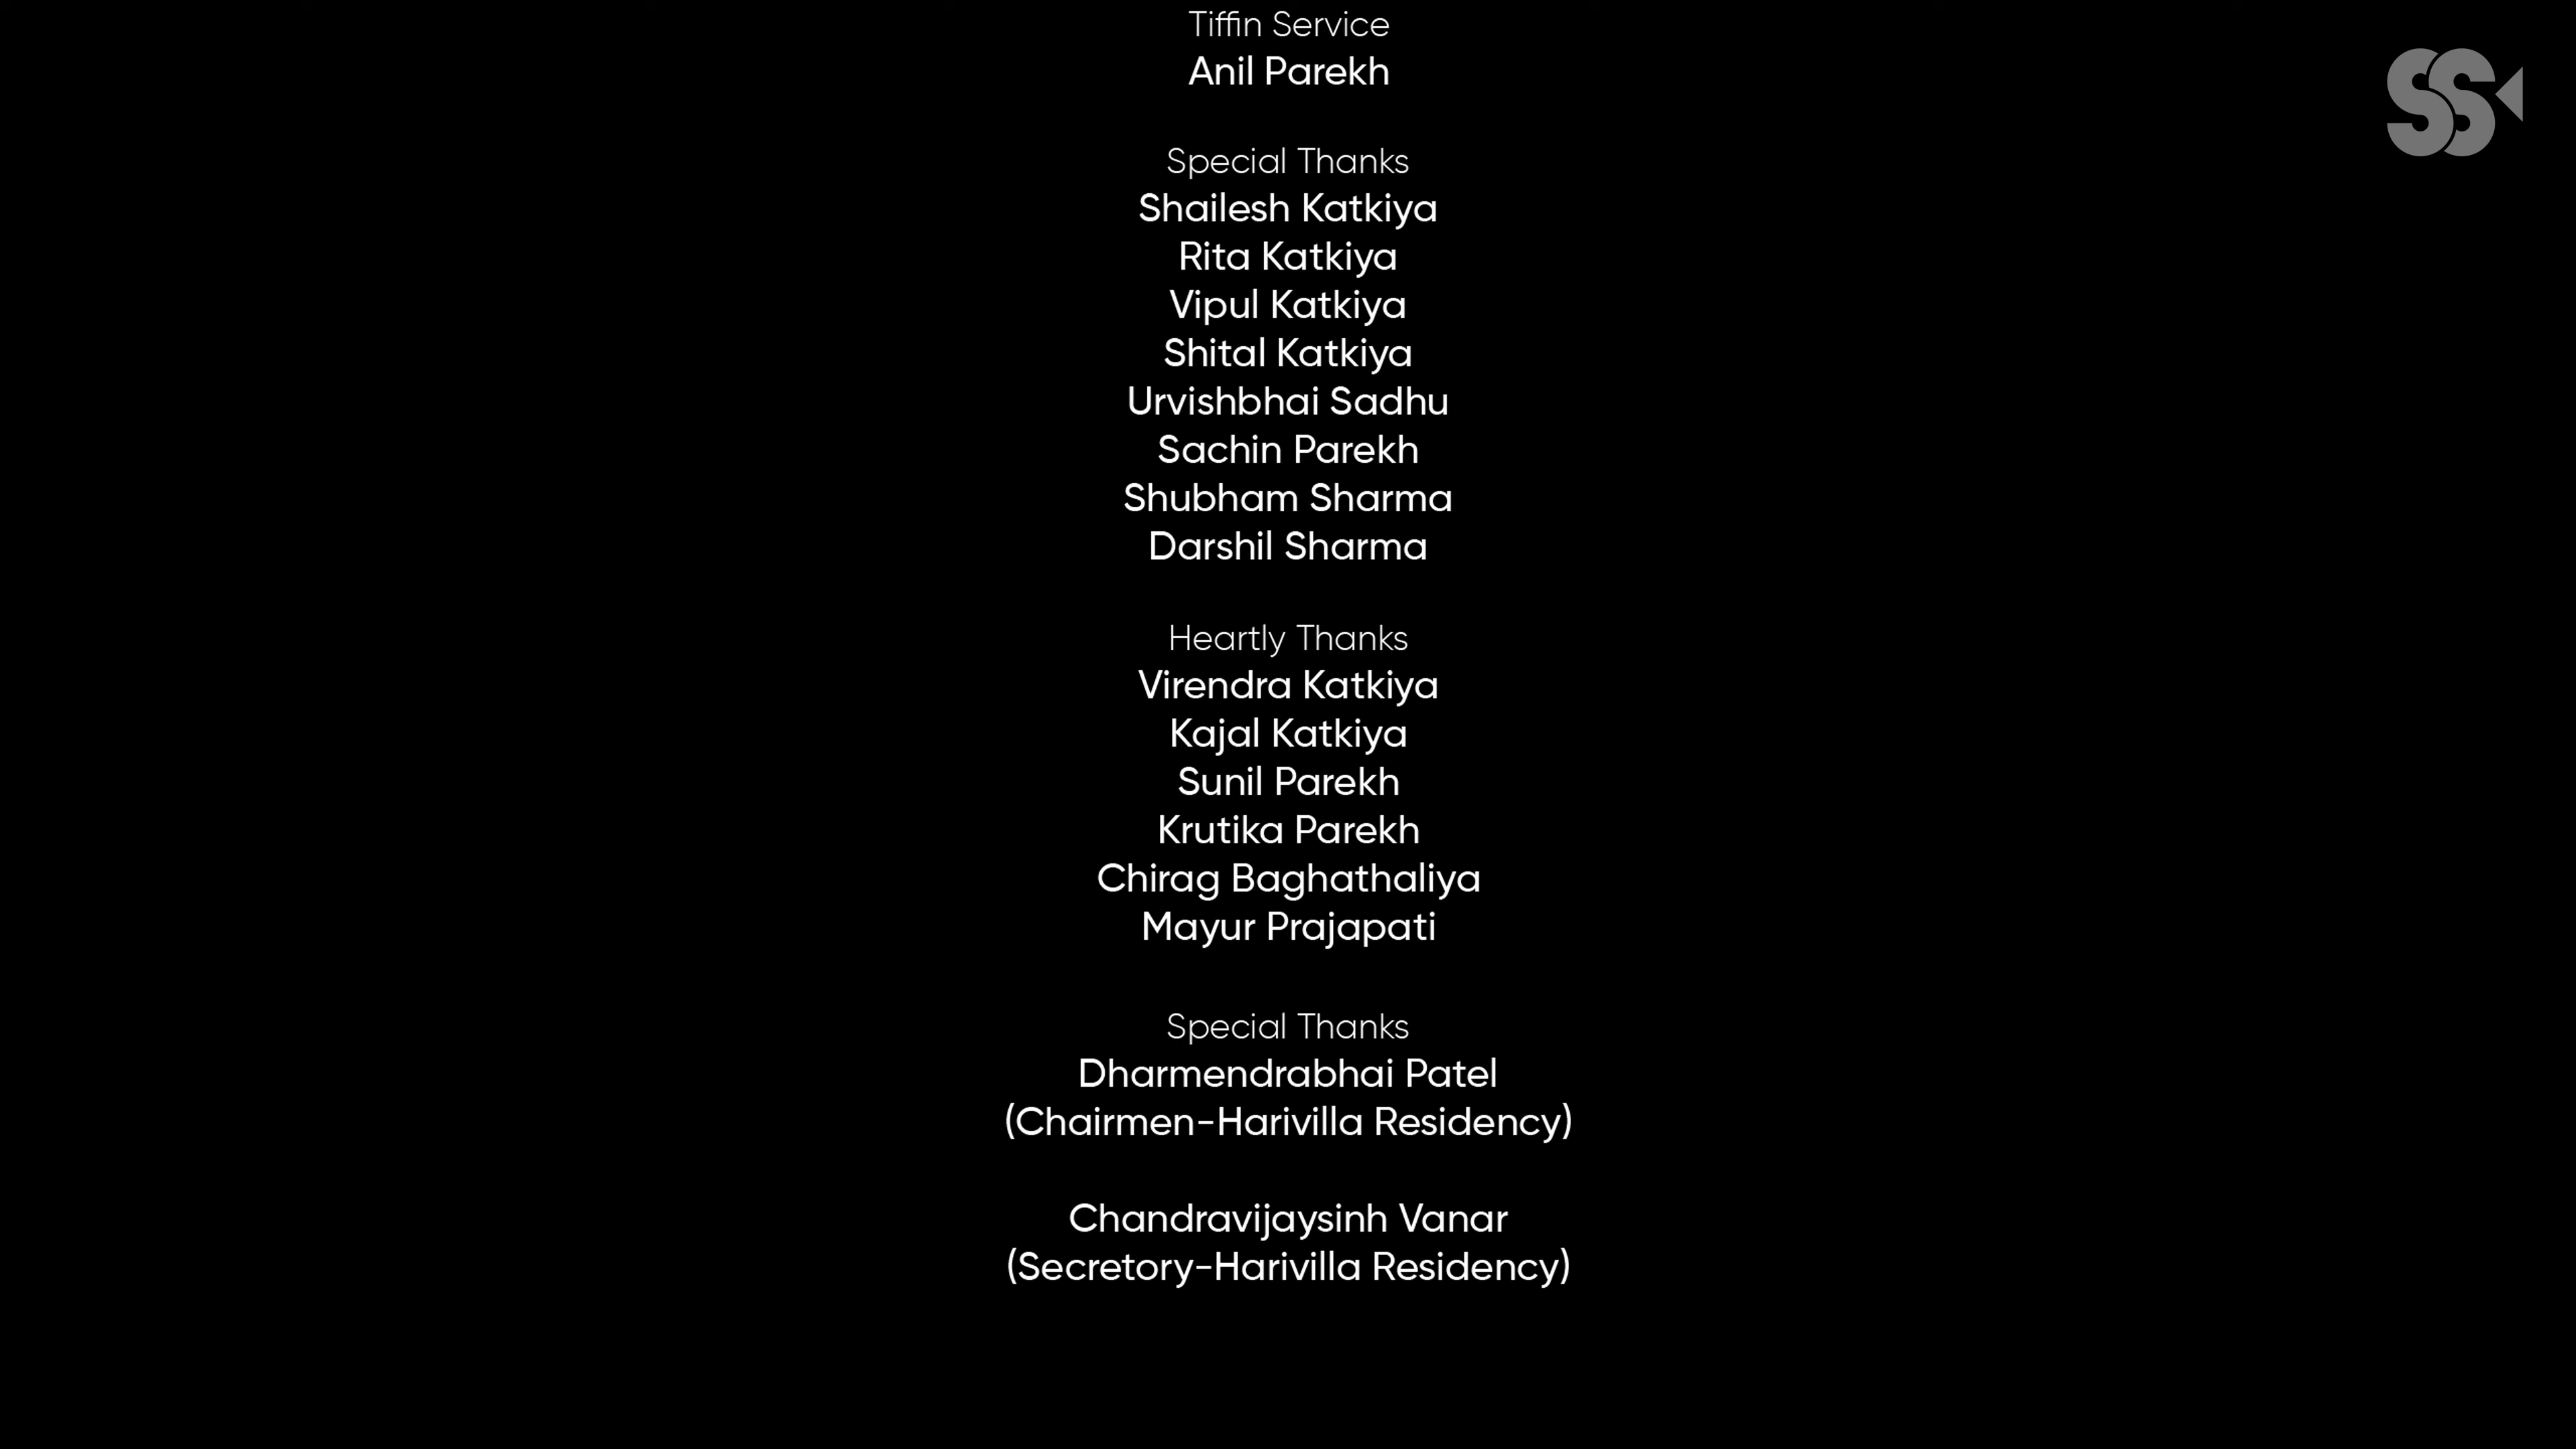 Tiffin Service
Anil Parekh
SS
Special Thanks
Shailesh Katkiya
Rita Katkiya
Vipul Katkiya
Shital Katkiya
Urvishbhai Sadhu
Sachin Parekh
Shubham Sharma
Darshil Sharma
Heartly Thanks
Virendra Katkiya
Kajal Katkiya
Sunil Parekh
Krutika Parekh
Chirag Baghathaliya
Mayur Prajapati
Special Thanks
Dharmendrabhai Patel
(Chairmen-Harivilla Residency)
Chandravijaysinh Vanar
(Secretory-Harivilla Residency)